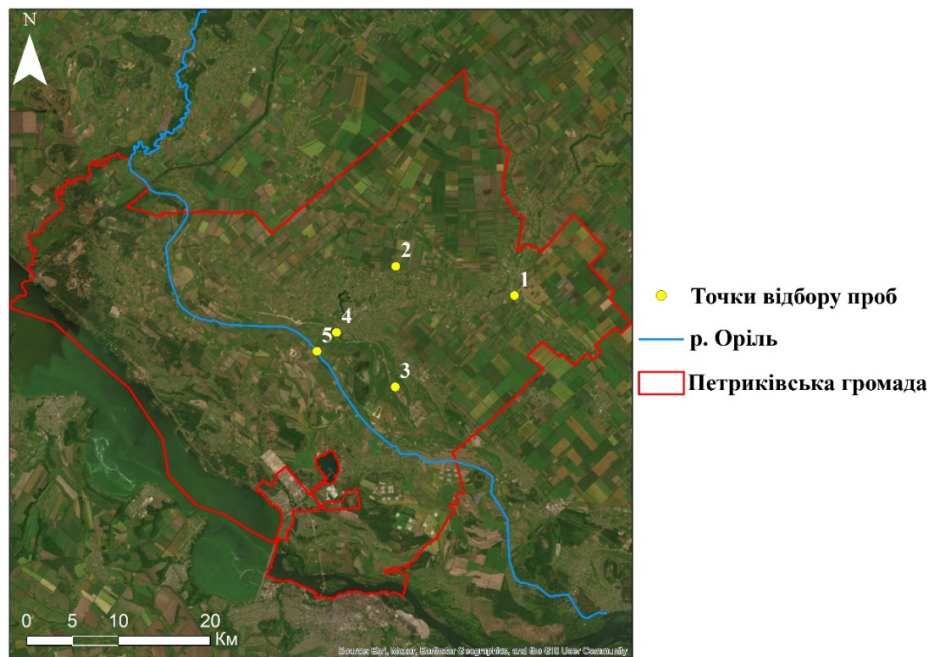 N
2
1
4
5
3
Точки відбору проб
р. Оріль
Петриківська громада
0 5 10 20
Км
Source: Esri, Maxar, Earthstar Geographics, and the GIS User Community